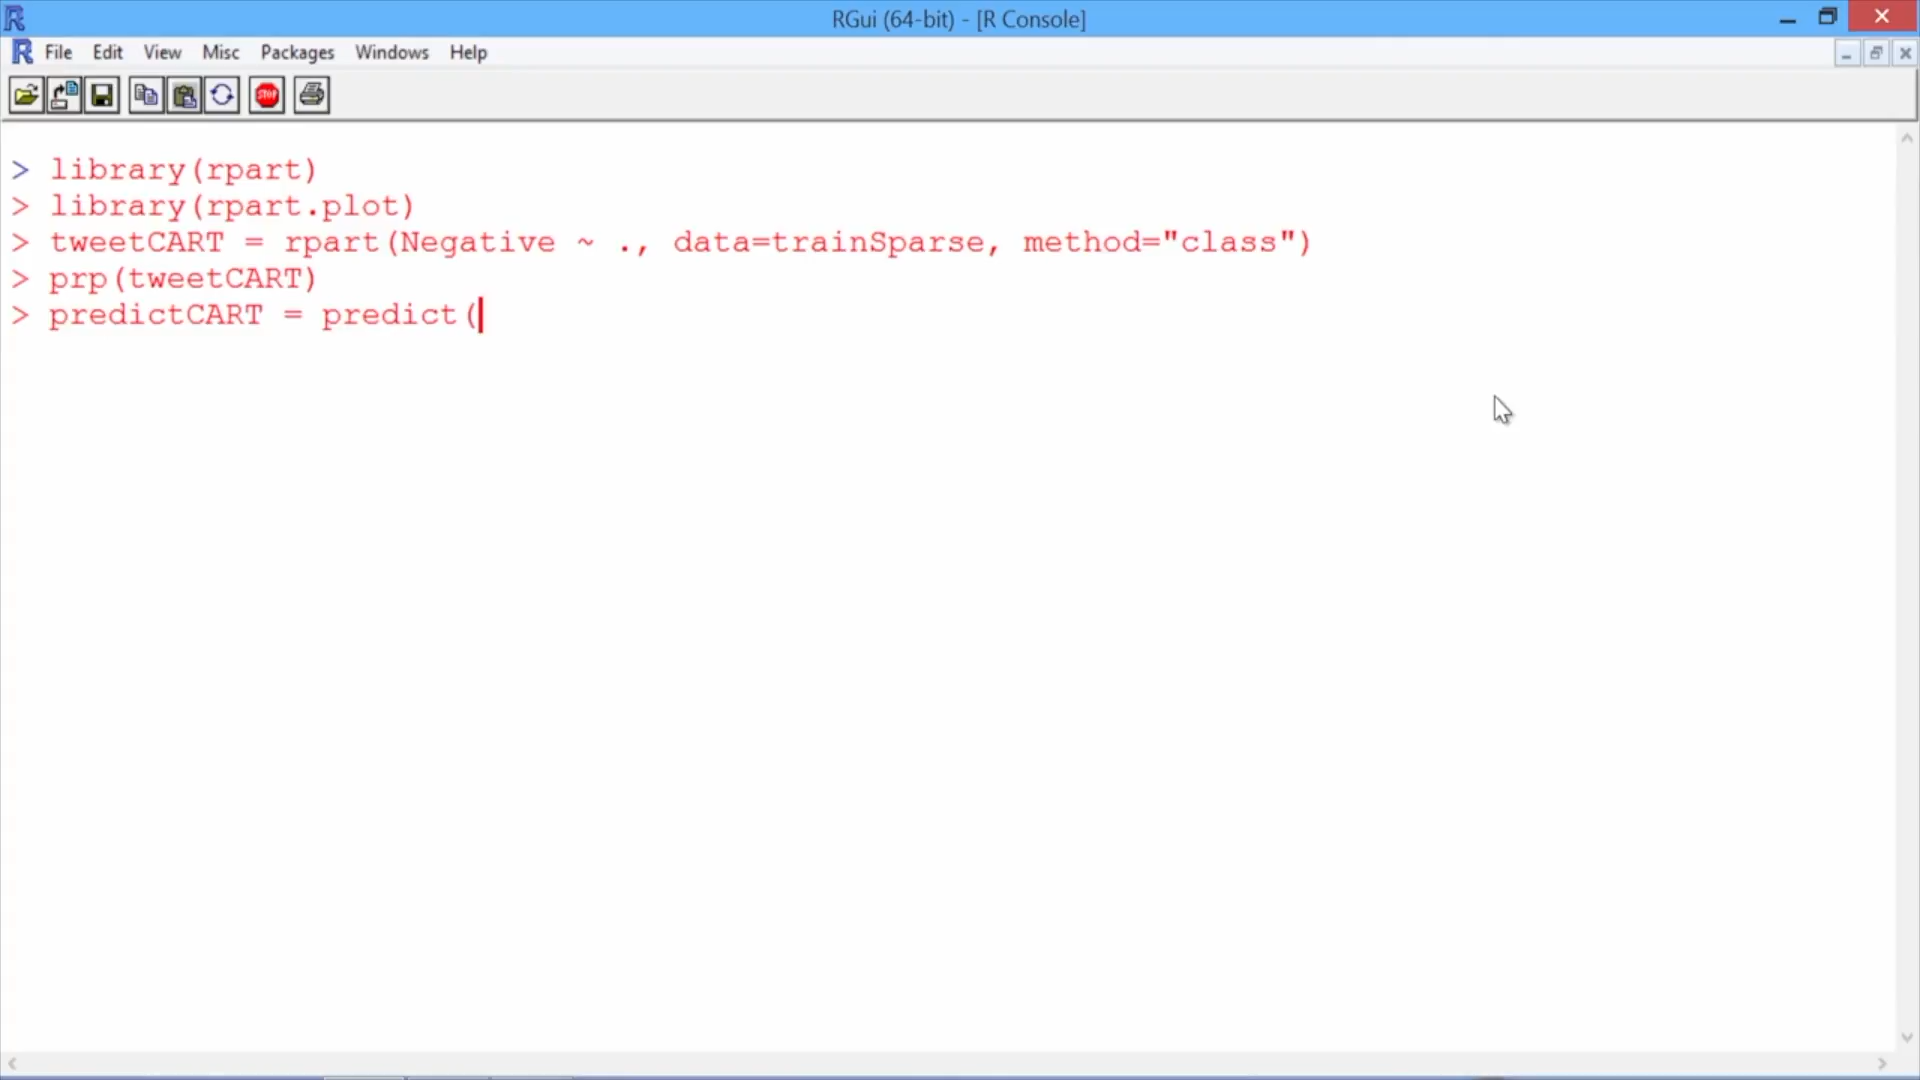 RGui (64-bit) - [R Console]
File Edit View Misc Packages Windows Help
STOP
> library(rpart)
> library(rpart.plot)
> tweetCART = rpart(Negative ~ ., data=trainSparse, method="class")
> prp(tweetCART)
> predictCART = predict(